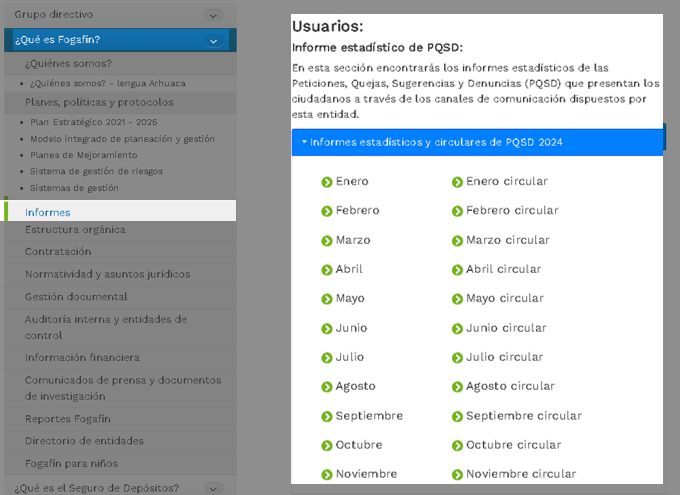 Grupo directivo
¿Qué es Fogafín?
¿Quiénes somos?
¿Quiénes somos? - lengua Arhuaca
Planes, políticas y protocolos
Plan Estratégico 2021 - 2026
Modelo integrado de planeación y gestión
Planes de Mejoramiento
Sistema de gestión de riesgos
Sistemas de gestión
Informes
Estructura orgánica
Contratación
Normatividad y asuntos jurídicos
Gestión documental
Auditoría interna y entidades de
control
Información financiera
Comunicados de prensa y documentos
de investigación
Reportes Fogafín
Directorio de entidades
Fogafín para niños
¿Qué es el Seguro de Depósitos?
Usuarios:
Informe estadístico de PQSD:
En esta sección encontrarás los informes estadísticos de las
Peticiones, Quejas, Sugerencias y Denuncias (PQSD) que presentan los
ciudadanos a través de los canales de comunicación dispuestos por
esta entidad.
Informes estadísticos y circulares de PQSD 2024
Enero Enero circular
Febrero Febrero circular
Marzo Marzo circular
Abril Abril circular
Mayo Mayo circular
Junio Junio circular
Julio Julio circular
Agosto Agosto circular
Septiembre Septiembre circular
Octubre Octubre circular
Noviembre Noviembre circular